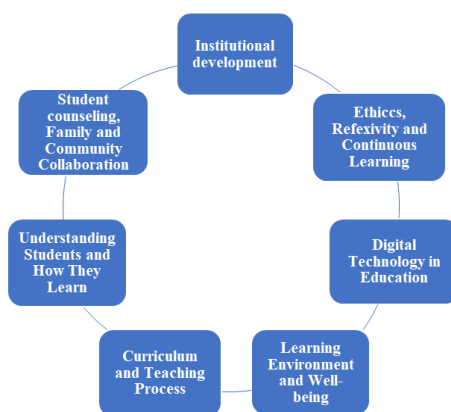 Institutional
development
Ethiccs,
Refexivity and
Continuous
Learning
Digital
Technology in
Education
Learning
Environment
and Well-
being
Curriculum
and Teaching
Process
Understanding
Students and
How They
Learn
Student
counseling,
Family and
Community
Collaboration